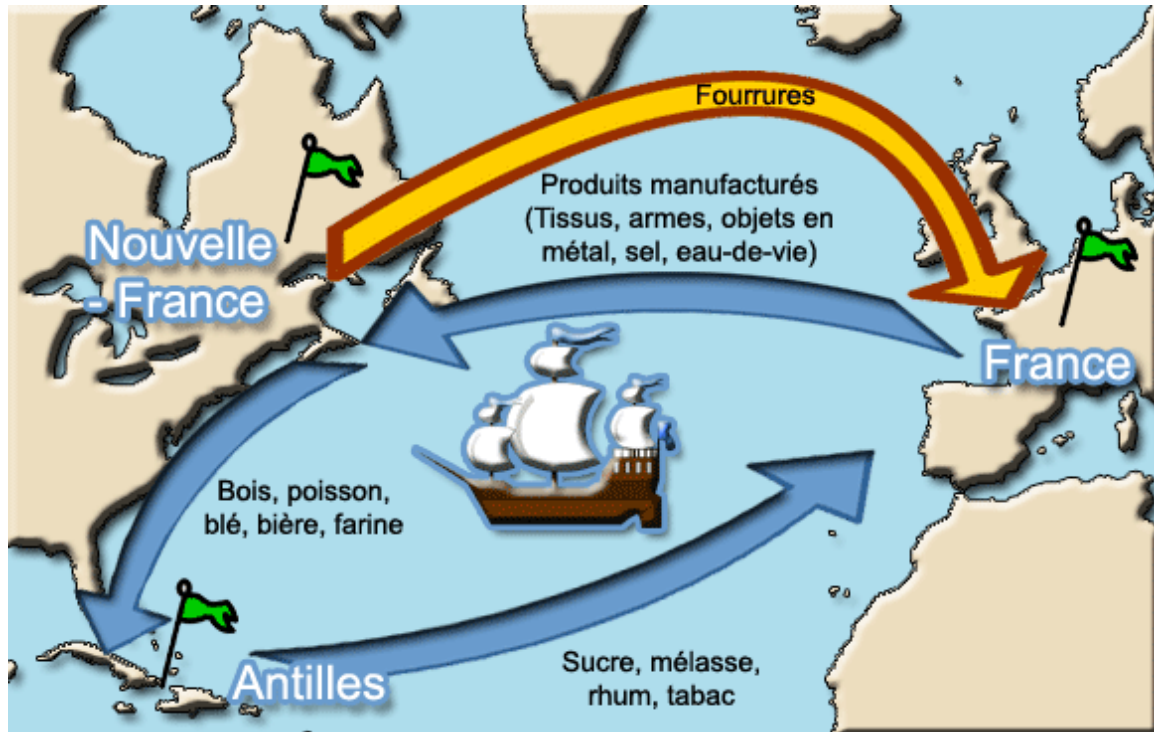 Fourrures
Produits manufacturés
(Tissus, armes, objets en
métal, sel, eau-de-vie)
Nouvelle
- France
France
Bois, poisson,
blé, bière, farine
Antilles
Sucre, mélasse,
rhum, tabac